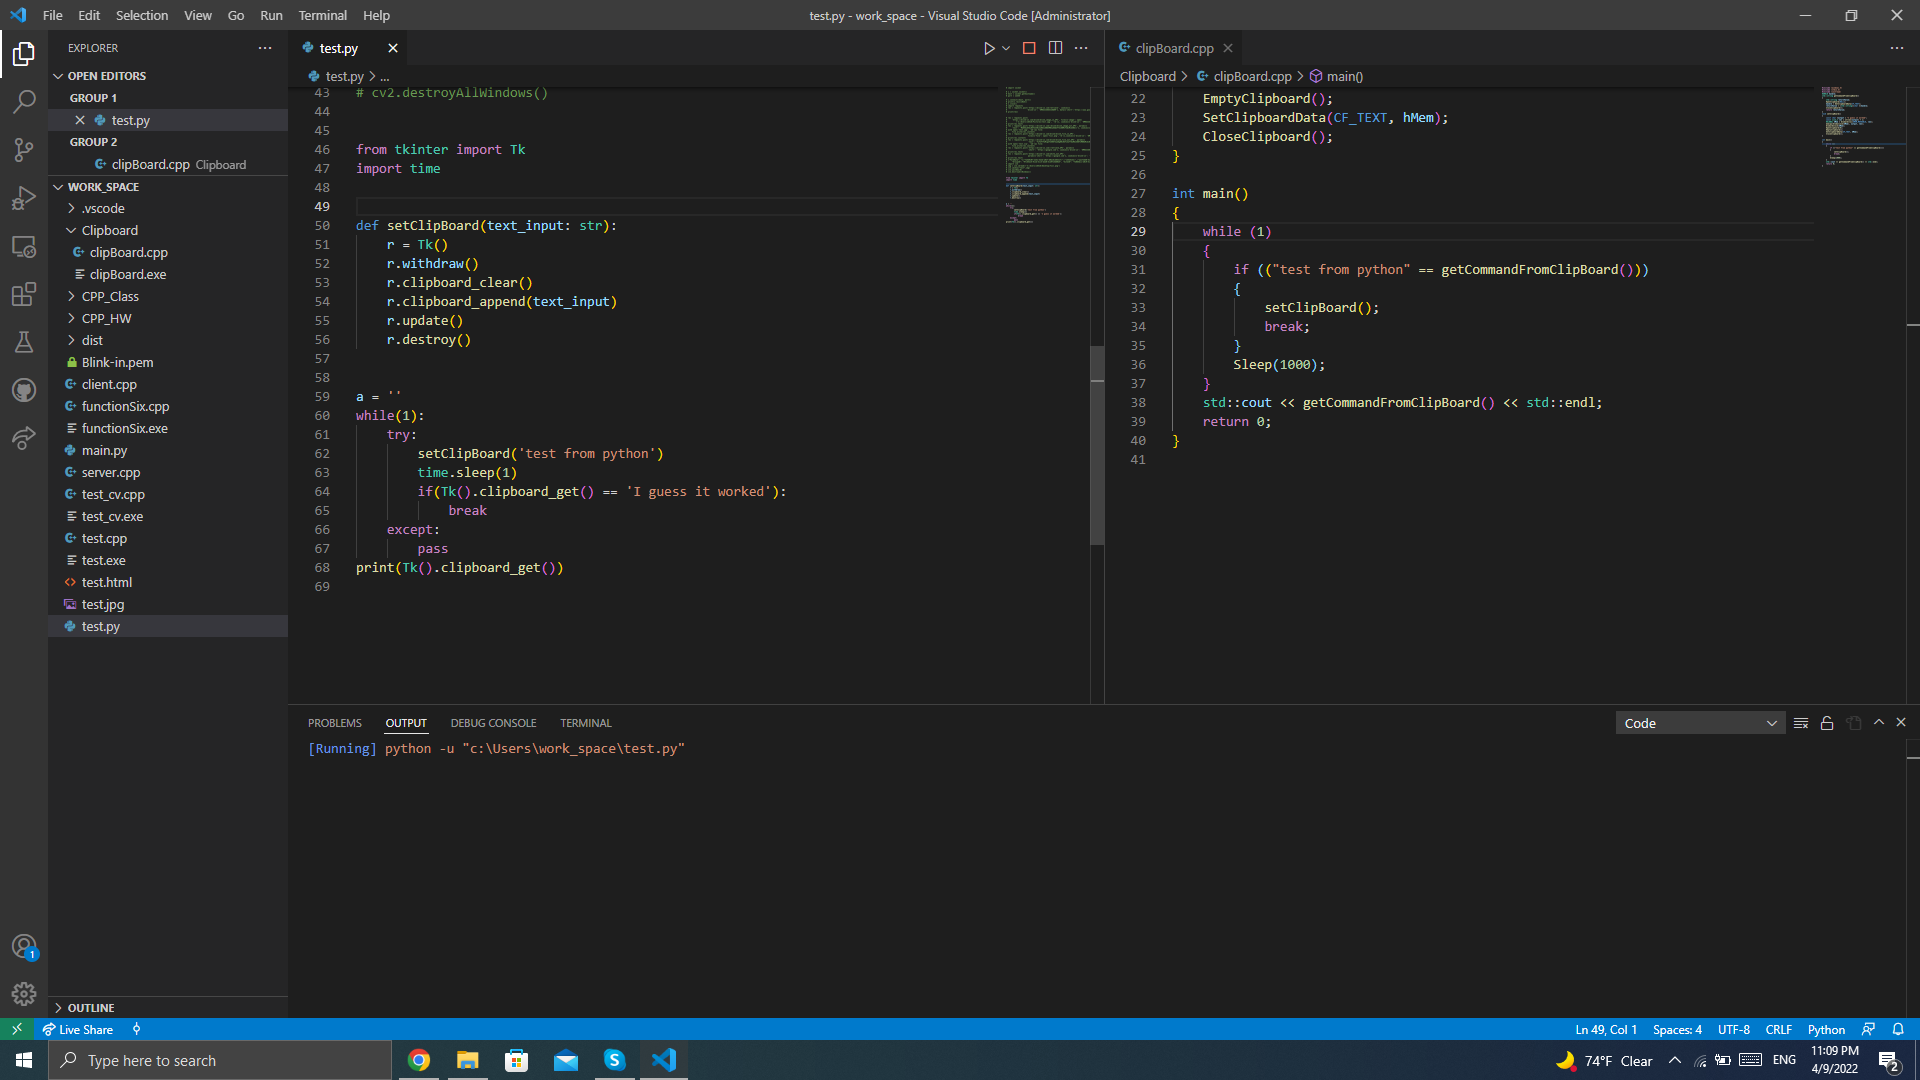 File Edit Selection View Go Run Terminal Help
test.py - work_space - Visual Studio Code [Administrator]
EXPLORER
OPEN EDITORS
GROUP 1
test.py
GROUP 2
clipBoard.cpp Clipboard
WORK_SPACE
.vscode
Clipboard
clipBoard.cpp
clipBoard.exe
CPP_Class
CPP_HW
dist
Blink-in.pem
client.cpp
functionSix.cpp
functionSix.exe
main.py
server.cpp
test_cv.cpp
test_cv.exe
test.cpp
test.exe
test.html
test.jpg
test.py
OUTLINE
test.py
test.py > ...
43 # cv2.destroyAllWindows()
44
45
46 from tkinter import Tk
47 import time
48
49
50 def setClipBoard(text_input: str):
51 r = Tk()
52 r.withdraw()
53 r.clipboard_clear()
54 r.clipboard_append(text_input)
55 r.update()
56 r.destroy()
57
58
59 a = ''
60 while(1):
61 try:
62 setClipBoard('test from python')
63 time.sleep(1)
64 if(Tk().clipboard_get() == 'I guess it worked'):
65 break
66 except:
67 pass
68 print(Tk().clipboard_get())
69
clipBoard.cpp
Clipboard > clipBoard.cpp > main()
22 EmptyClipboard();
23 SetClipboardData(CF_TEXT, hMem);
24 CloseClipboard();
25 }
26
27 int main()
28 {
29 while (1)
30 {
31 if (("test from python" == getCommandFromClipBoard()))
32 {
33 setClipBoard();
34 break;
35 }
36 Sleep(1000);
37 }
38 std::cout << getCommandFromClipBoard() << std::endl;
39 return 0;
40 }
41
PROBLEMS OUTPUT DEBUG CONSOLE TERMINAL
Code
[Running] python -u "c:\Users\work_space\test.py"
1
Live Share
Ln 49, Col 1 Spaces: 4 UTF-8 CRLF Python
Type here to search
74°F Clear
ENG
11:09 PM
4/9/2022
2